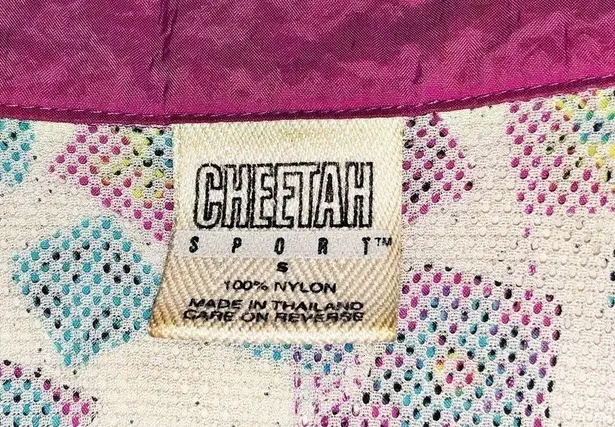 CHEETAH
SPORT™
S
100% NYLON
MADE IN THAILAND
CARE ON REVERSE